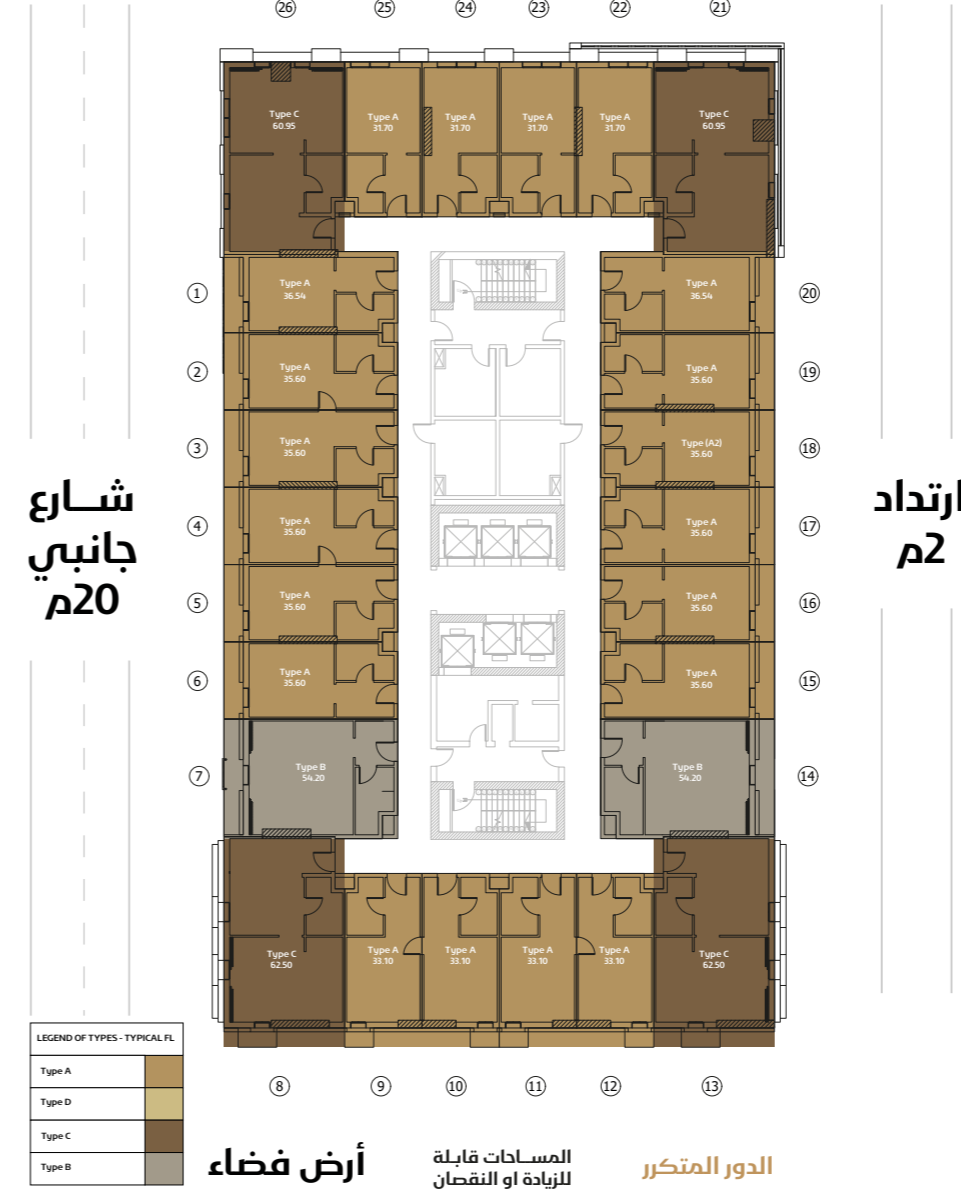 26 25 24 23 22 21
Type C
60.95
Type A
31.70
Type A
31.70
Type A
31.70
Type A
31.70
Type C
60.95
1
Type A
36.54
Type A
36.54
20
2
Type A
35.60
Type A
35.60
19
3
Type A
35.60
Type (A2)
35.60
18
4
Type A
35.60
Type A
35.60
17
5
Type A
35.60
Type A
35.60
16
6
Type A
35.60
Type A
35.60
15
7
Type B
54.20
Type B
54.20
14
Type C
62.50
Type A
33.10
Type A
33.10
Type A
33.10
Type A
33.10
Type C
62.50
8 9 10 11 12 13
شــارع
جانبي
20م
ارتداد
2م
LEGEND OF TYPES - TYPICAL FL
Type A
Type D
Type C
Type B
أرض فضاء
المســاحات قابـلة
للزيادة او النقصان
الدور المتكرر